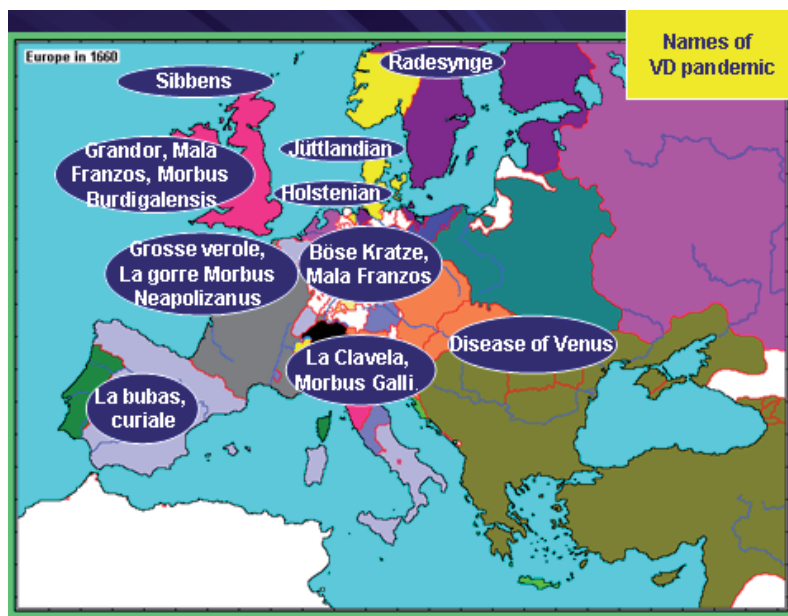 Names of
VD pandemic
Europe in 1660
Radesynge
Sibbens
Grandor, Mala
Franzos, Morbus
Burdigalensis
Jüttlandian
Holstenian
Grosse verole,
La gorre Morbus
Neapolizanus
Böse Kratze,
Mala Franzos
Disease of Venus
La Clavela,
Morbus Galli.
La bubas,
curiale